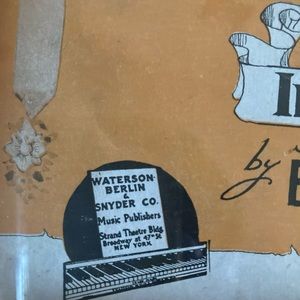 by
WATERSON
BERLIN
&
SNYDER CO.
Music Publishers
Strand Theatre Bldg.
Broadway at 47th St.
NEW YORK